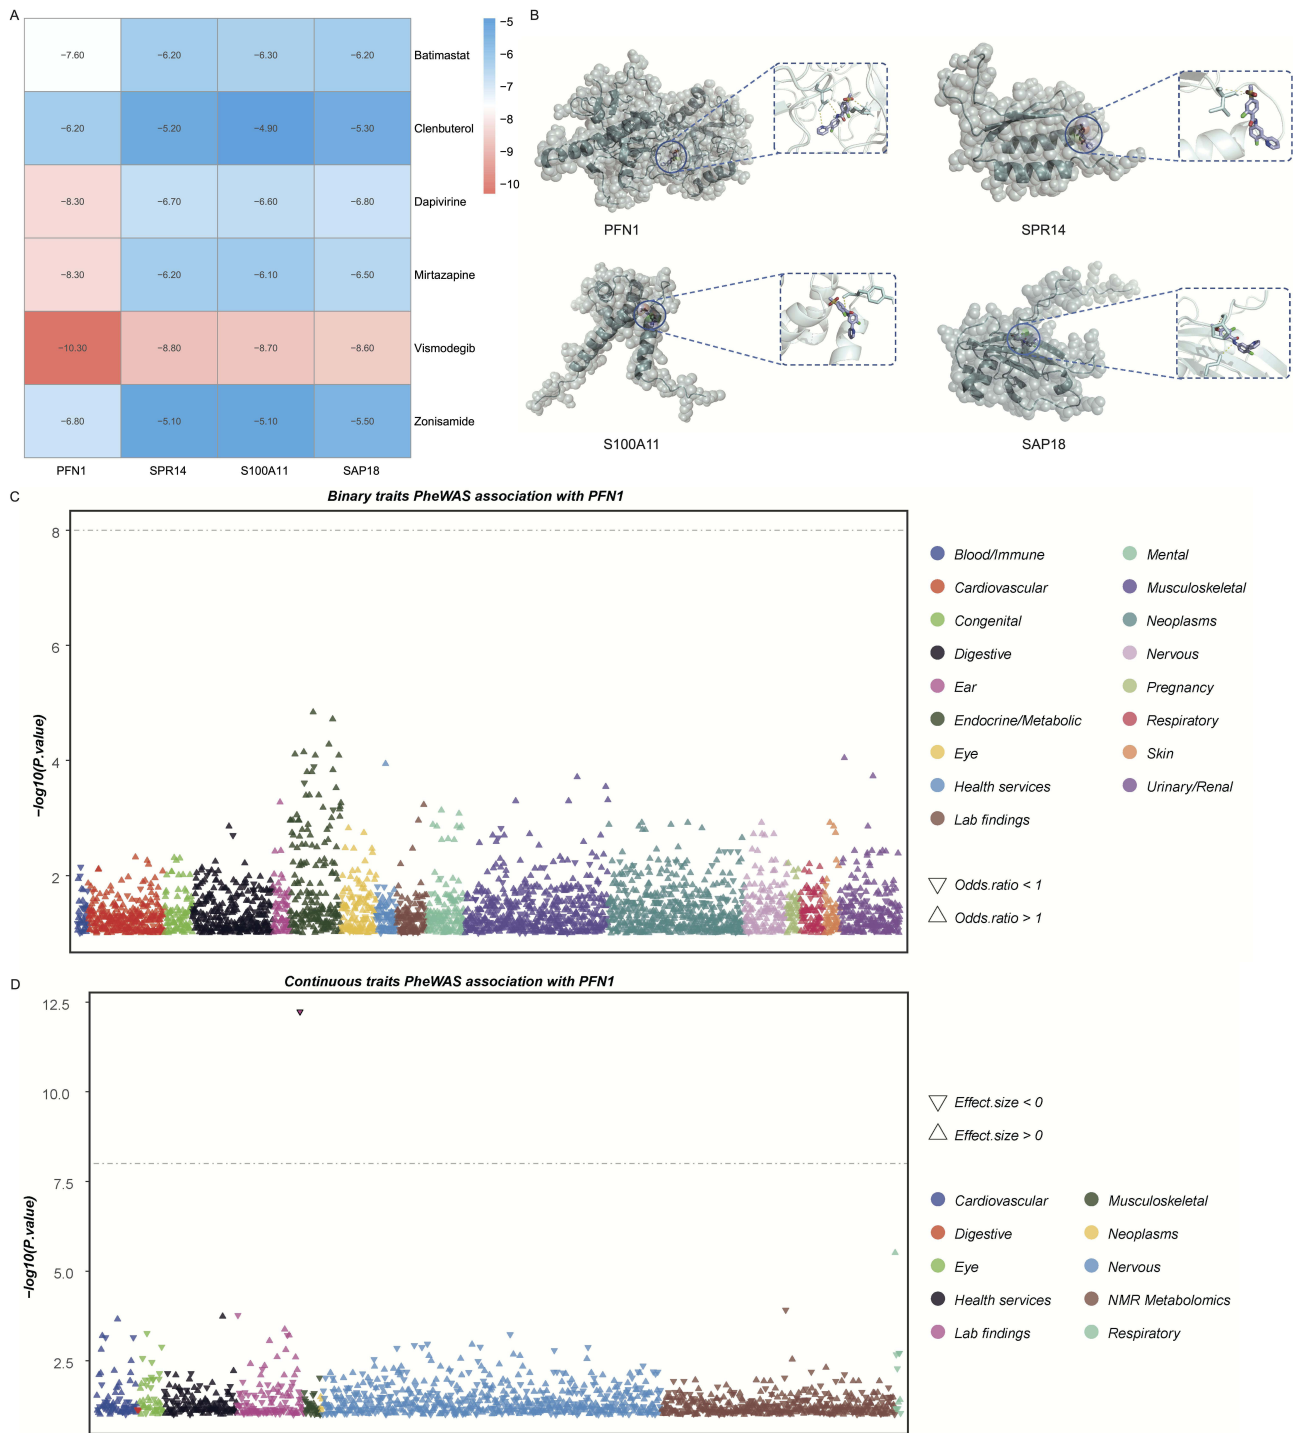 A
−7.60 −6.20 −6.30 −6.20 Batimastat
−6.20 −5.20 −4.90 −5.30 Clenbuterol
−8.30 −6.70 −6.60 −6.80 Dapivirine
−8.30 −6.20 −6.10 −6.50 Mirtazapine
−10.30 −8.80 −8.70 −8.60 Vismodegib
−6.80 −5.10 −5.10 −5.50 Zonisamide
PFN1 SPR14 S100A11 SAP18
−5
−6
−7
−8
−9
−10
B
PFN1
SPR14
S100A11
SAP18
C
Binary traits PheWAS association with PFN1
−log10(P.value)
8
6
4
2
Blood/Immune
Cardiovascular
Congenital
Digestive
Ear
Endocrine/Metabolic
Eye
Health services
Lab findings
Mental
Musculoskeletal
Neoplasms
Nervous
Pregnancy
Respiratory
Skin
Urinary/Renal
Odds.ratio < 1
Odds.ratio > 1
D
Continuous traits PheWAS association with PFN1
−log10(P.value)
12.5
10.0
7.5
5.0
2.5
Effect.size < 0
Effect.size > 0
Cardiovascular
Digestive
Eye
Health services
Lab findings
Musculoskeletal
Neoplasms
Nervous
NMR Metabolomics
Respiratory